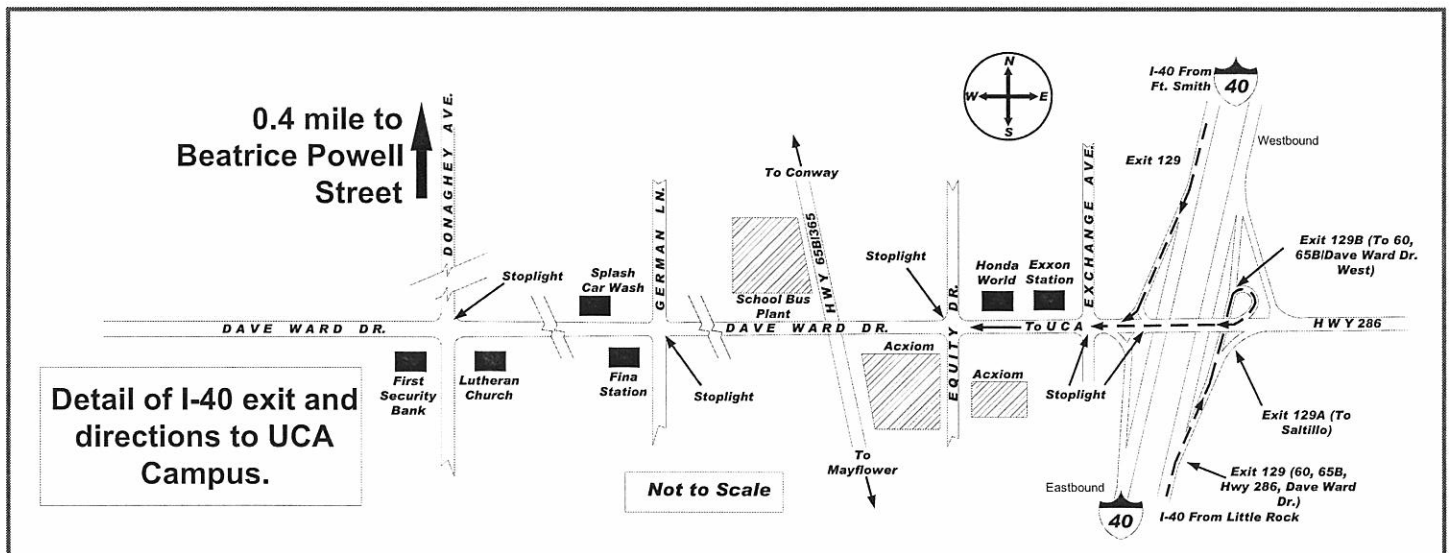 0.4 mile to
Beatrice Powell
Street
DONAGHEY AVE.
GERMAN LN.
To Conway
HWY 65B/365
N
W E
S
EXCHANGE AVE.
I-40 From
Ft. Smith
40
Westbound
Exit 129
Exit 129B (To 60,
65B/Dave Ward Dr.
West)
Stoplight
Splash
Car Wash
School Bus
Plant
Stoplight
EQUITY DR.
Honda
World
Exxon
Station
DAVE WARD DR.
DAVE WARD DR.
To UCA
HWY 286
First
Security
Bank
Lutheran
Church
Fina
Station
Stoplight
Acxiom
Acxiom
Stoplight
Exit 129A (To
Saltillo)
Detail of I-40 exit and
directions to UCA
Campus.
Not to Scale
To
Mayflower
Eastbound
40
Exit 129 (60, 65B,
Hwy 286, Dave Ward
Dr.)
I-40 From Little Rock